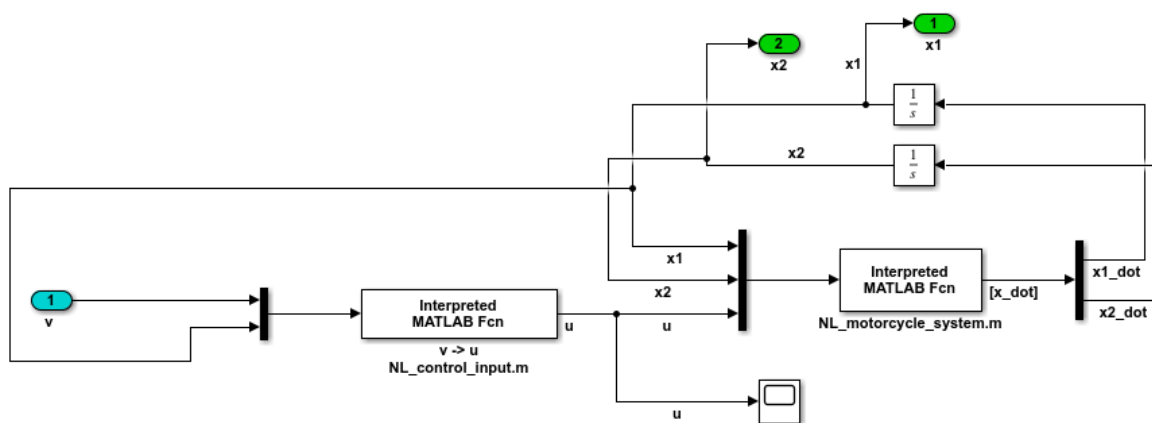 1
x1
2
x2
x1
1
s
x2
1
s
x1
x2
u
Interpreted
MATLAB Fcn
NL_motorcycle_system.m
[x_dot]
x1_dot
x2_dot
1
v
Interpreted
MATLAB Fcn
v -> u
NL_control_input.m
u
u